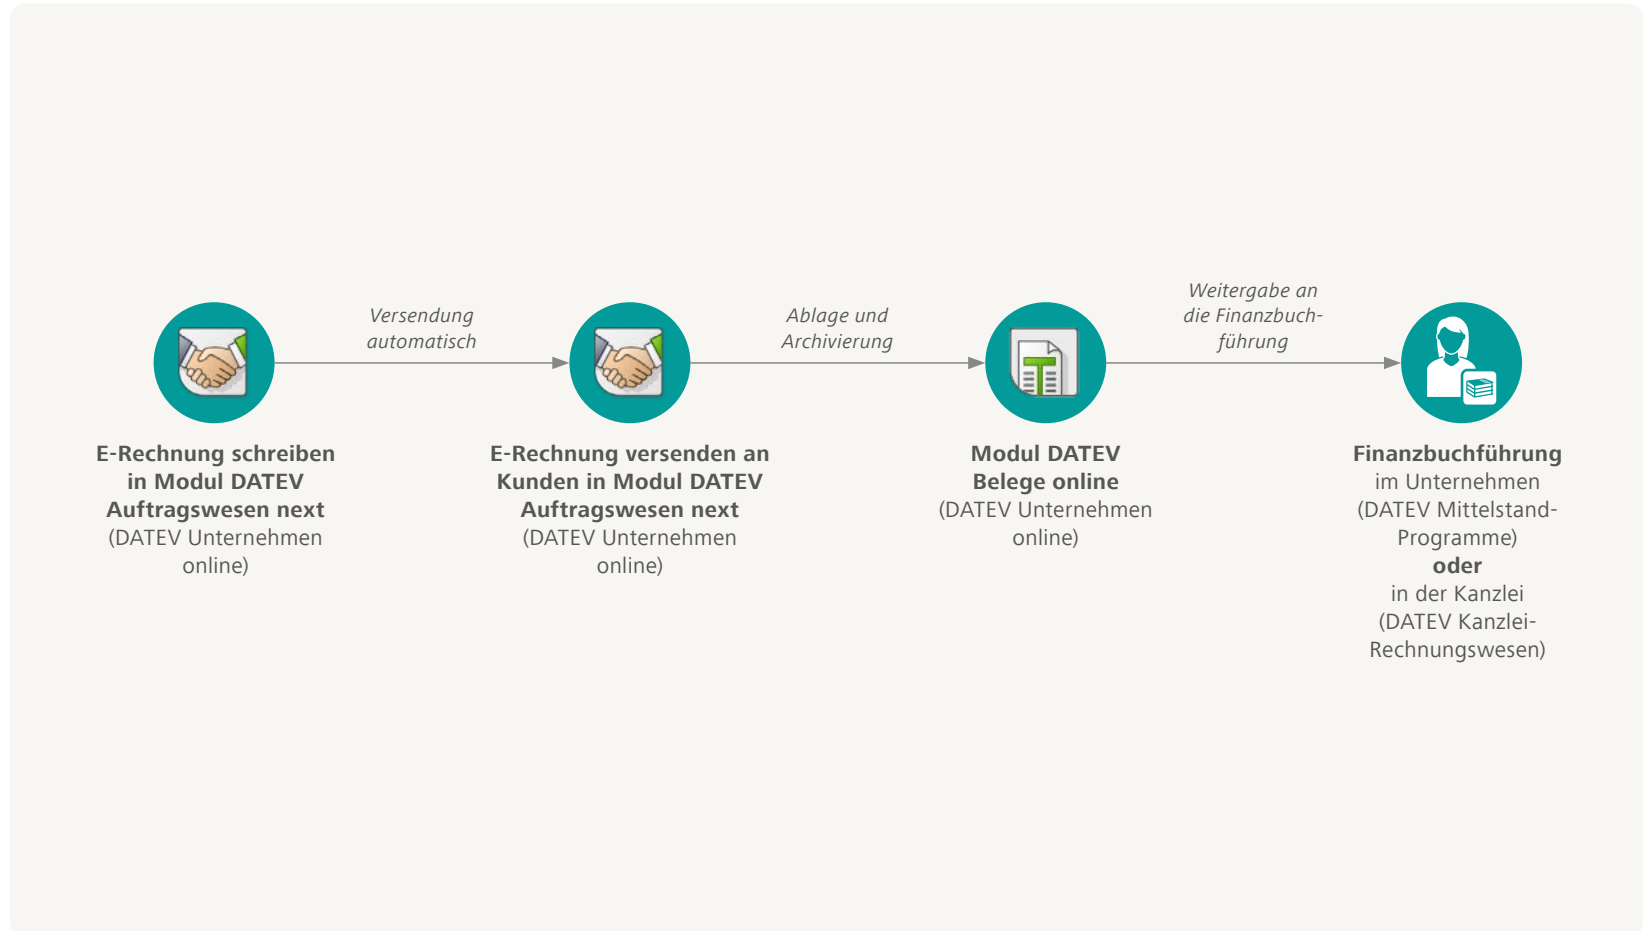 Versendung
automatisch
Ablage und
Archivierung
Weitergabe an
die Finanzbuch-
führung
E-Rechnung schreiben
in Modul DATEV
Auftragswesen next
(DATEV Unternehmen
online)
E-Rechnung versenden an
Kunden in Modul DATEV
Auftragswesen next
(DATEV Unternehmen
online)
Modul DATEV
Belege online
(DATEV Unternehmen
online)
Finanzbuchführung
im Unternehmen
(DATEV Mittelstand-
Programme)
oder
in der Kanzlei
(DATEV Kanzlei-
Rechnungswesen)